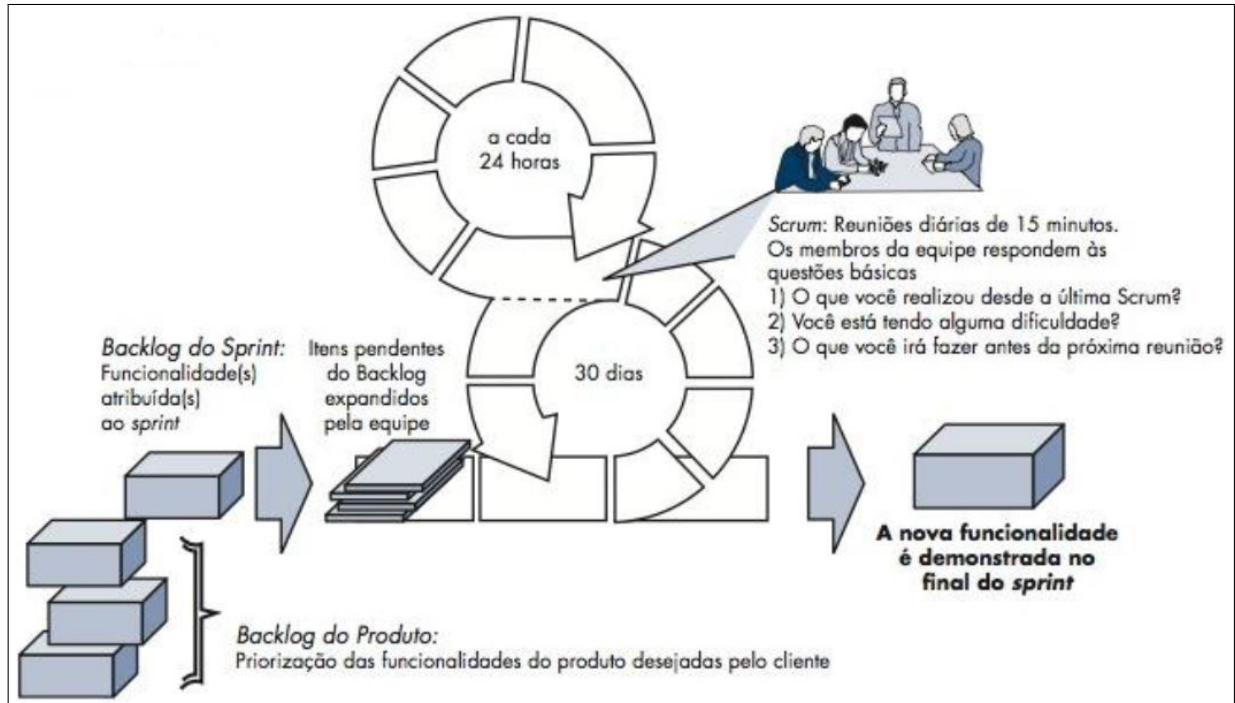 a cada
24 horas
Scrum: Reuniões diárias de 15 minutos.
Os membros da equipe respondem às
questões básicas
1) O que você realizou desde a última Scrum?
2) Você está tendo alguma dificuldade?
3) O que você irá fazer antes da próxima reunião?
Backlog do Sprint:
Funcionalidade(s)
atribuída(s)
ao sprint
Itens pendentes
do Backlog
expandidos
pela equipe
30 dias
A nova funcionalidade
é demonstrada no
final do sprint
Backlog do Produto:
Priorização das funcionalidades do produto desejadas pelo cliente